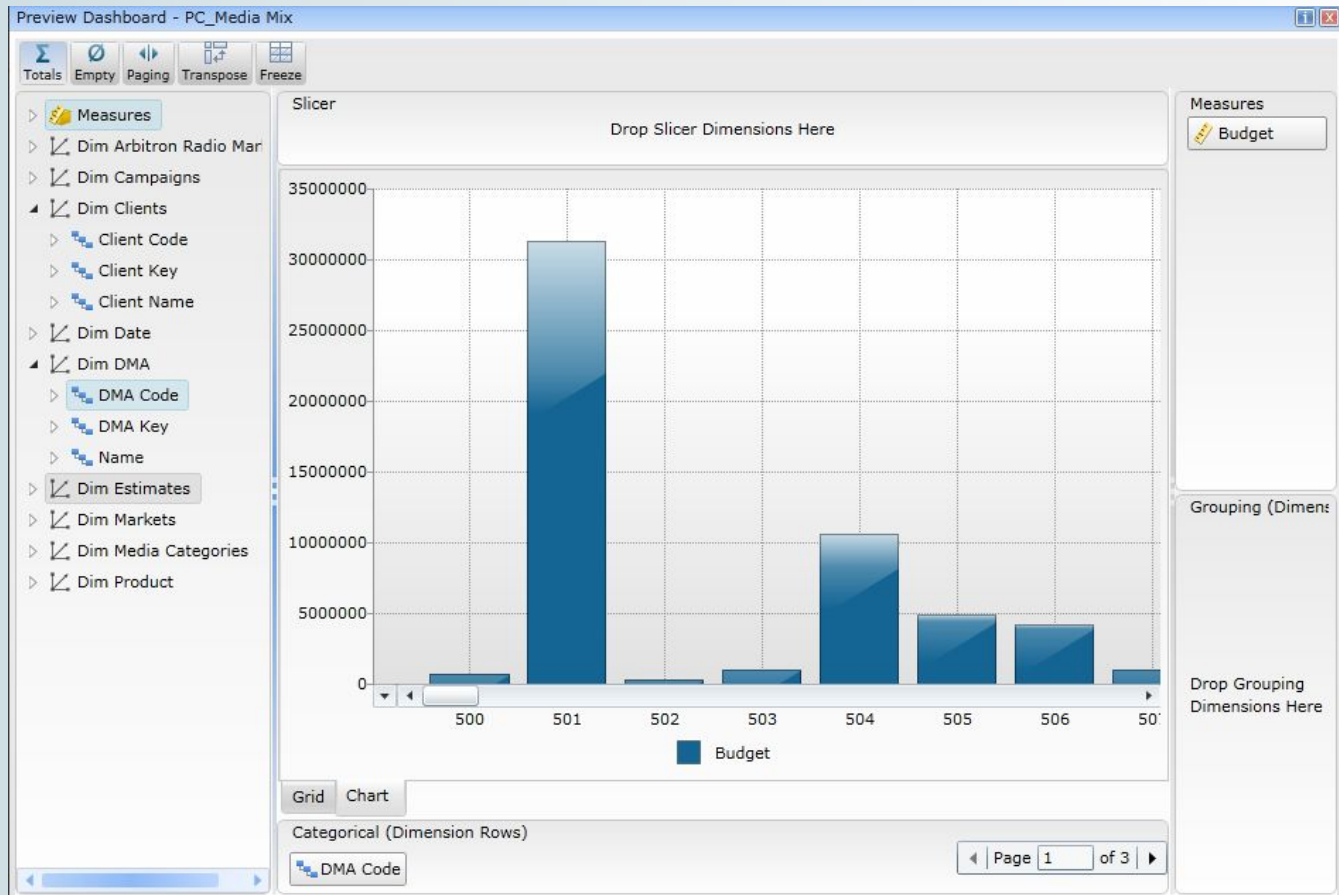 Preview Dashboard - PC_Media Mix
Σ Ø
Totals Empty Paging Transpose Freeze
Measures
Dim Arbitron Radio Mar
Dim Campaigns
Dim Clients
Client Code
Client Key
Client Name
Dim Date
Dim DMA
DMA Code
DMA Key
Name
Dim Estimates
Dim Markets
Dim Media Categories
Dim Product
Slicer
Drop Slicer Dimensions Here
35000000
30000000
25000000
20000000
15000000
10000000
5000000
0
500 501 502 503 504 505 506 507
Budget
Grid Chart
Categorical (Dimension Rows)
DMA Code
Page 1 of 3
Measures
Budget
Grouping (Dimens
Drop Grouping
Dimensions Here